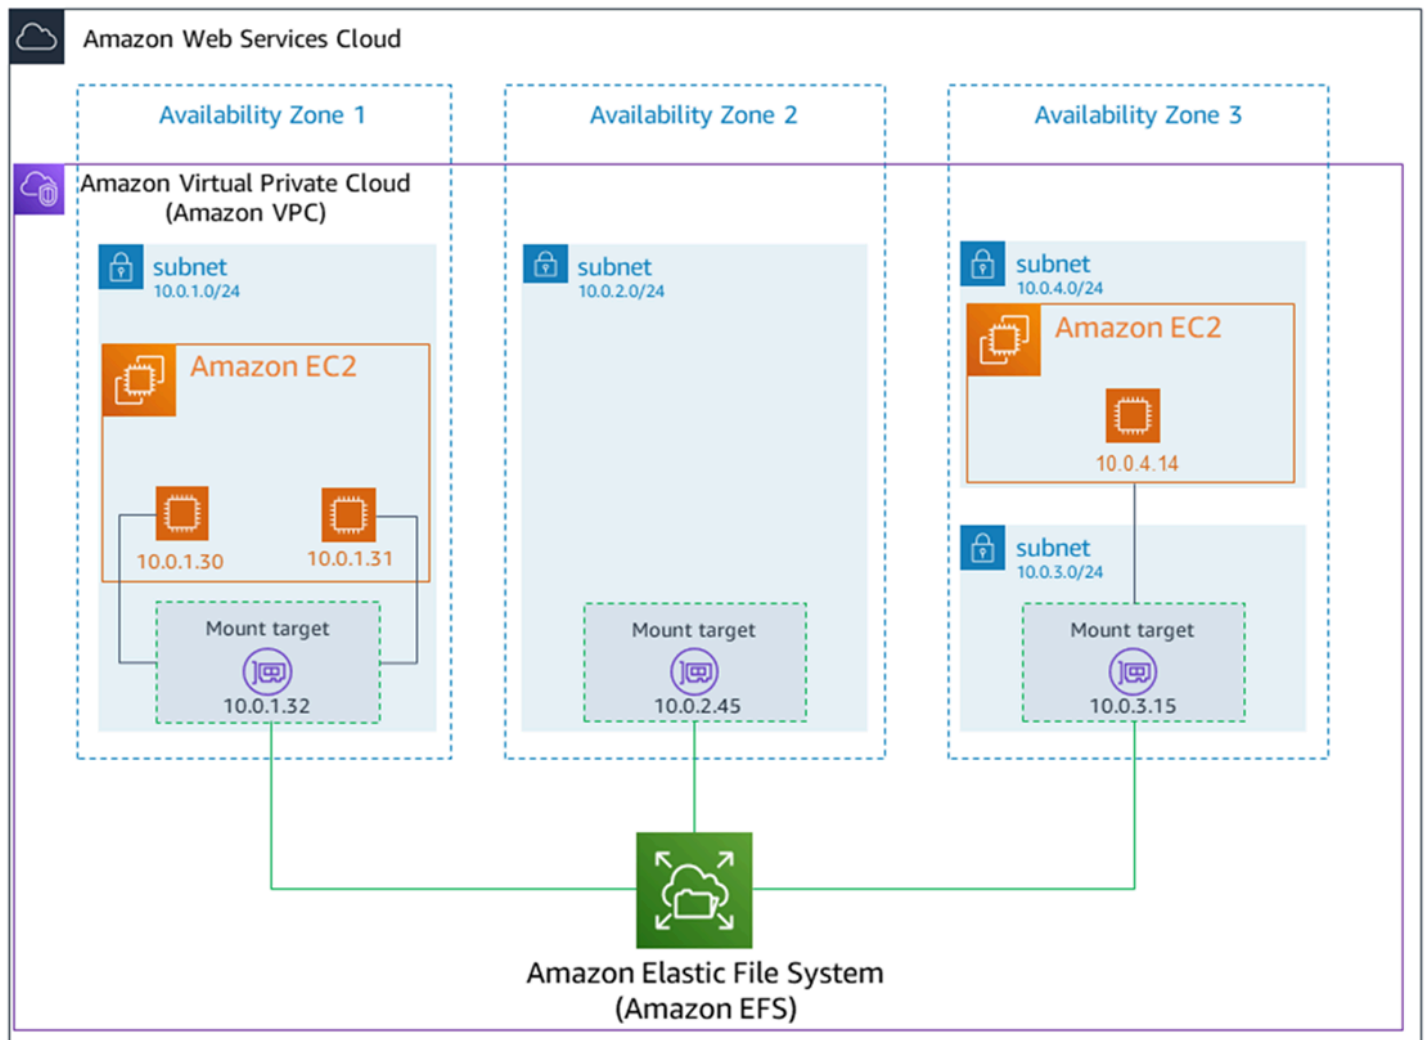 Amazon Web Services Cloud
Availability Zone 1
Availability Zone 2
Availability Zone 3
Amazon Virtual Private Cloud
(Amazon VPC)
subnet
10.0.1.0/24
Amazon EC2
10.0.1.30
10.0.1.31
Mount target
10.0.1.32
subnet
10.0.2.0/24
Mount target
10.0.2.45
subnet
10.0.4.0/24
Amazon EC2
10.0.4.14
subnet
10.0.3.0/24
Mount target
10.0.3.15
Amazon Elastic File System
(Amazon EFS)